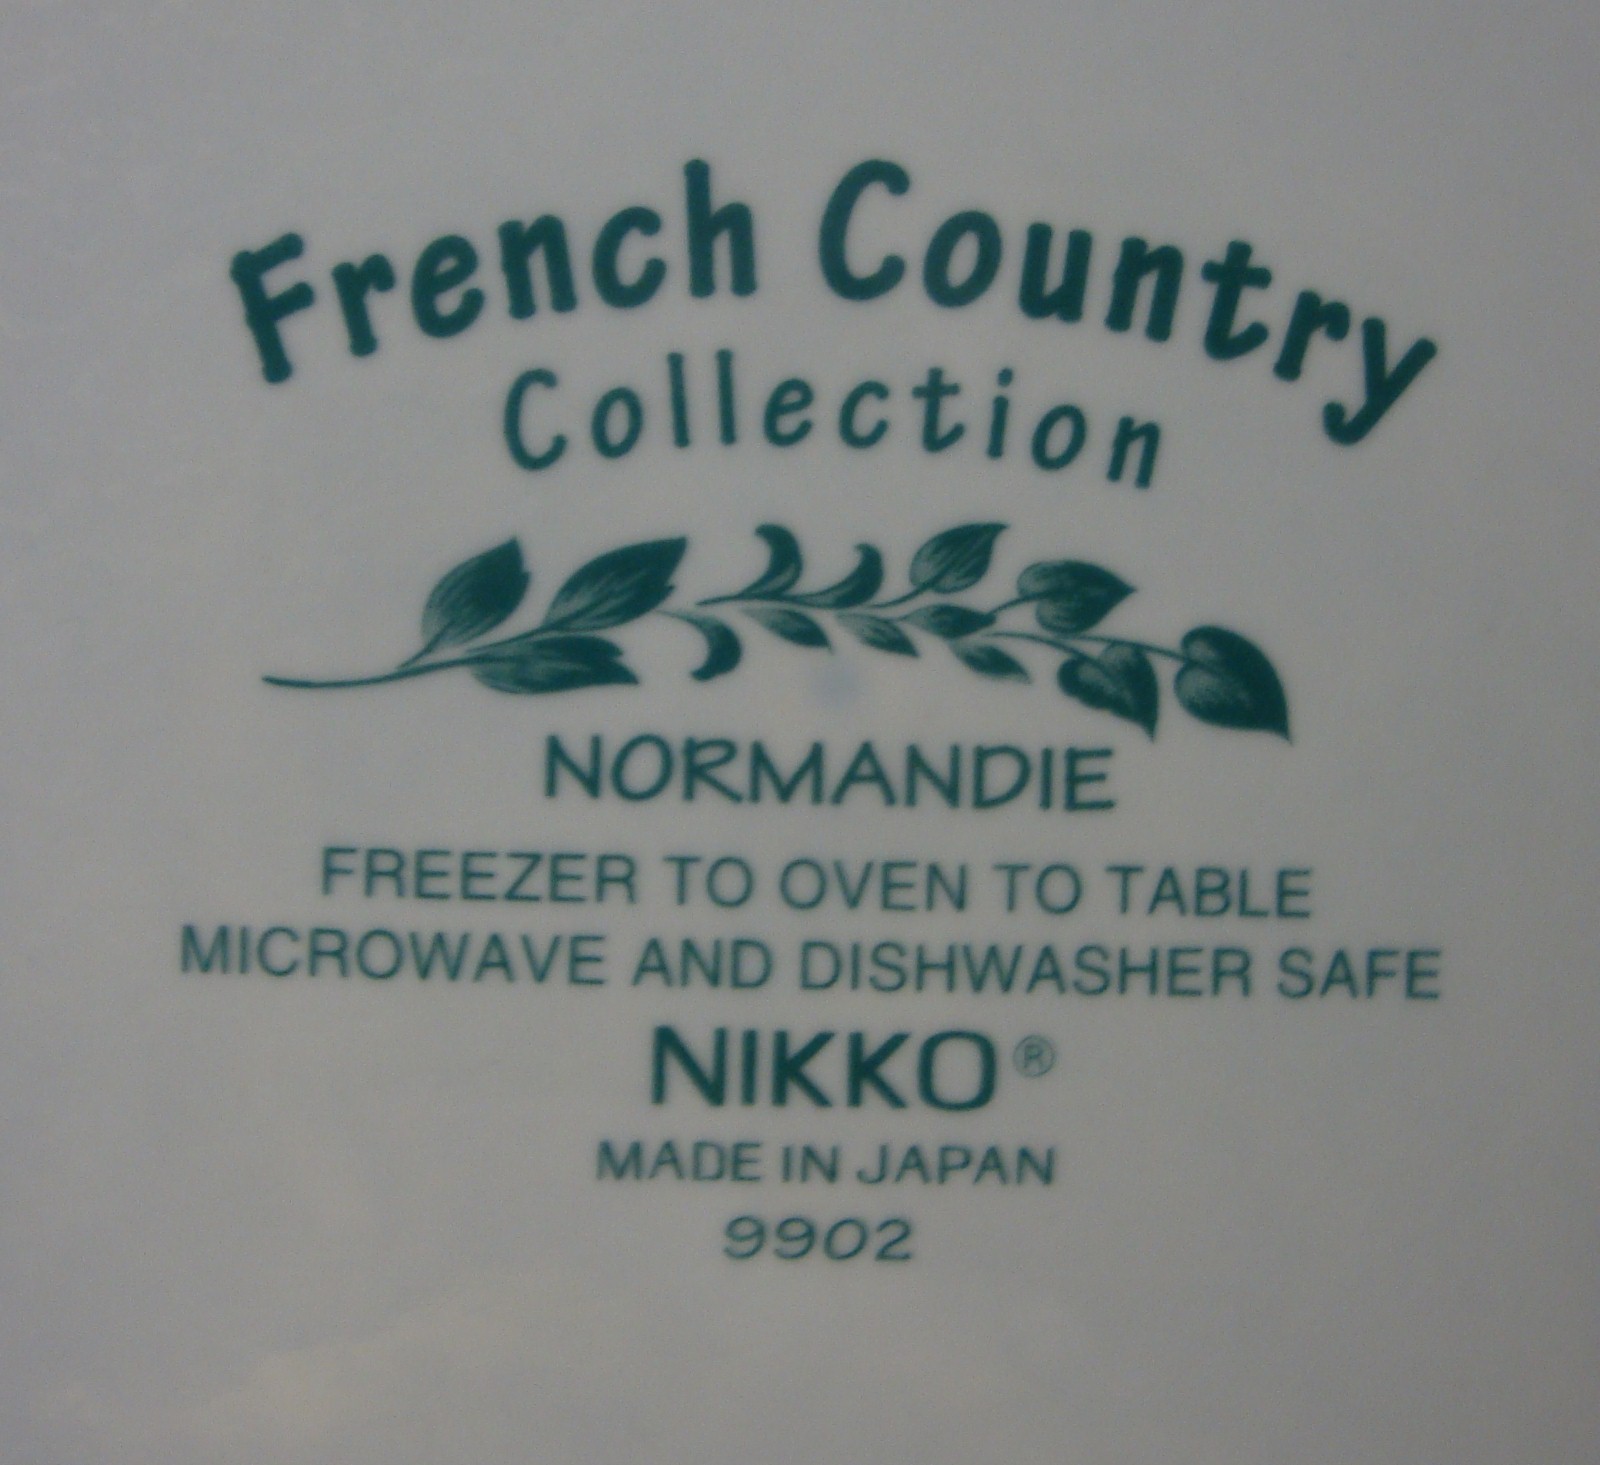 French Country
Collection
NORMANDIE
FREEZER TO OVEN TO TABLE
MICROWAVE AND DISHWASHER SAFE
NIKKO®
MADE IN JAPAN
9902